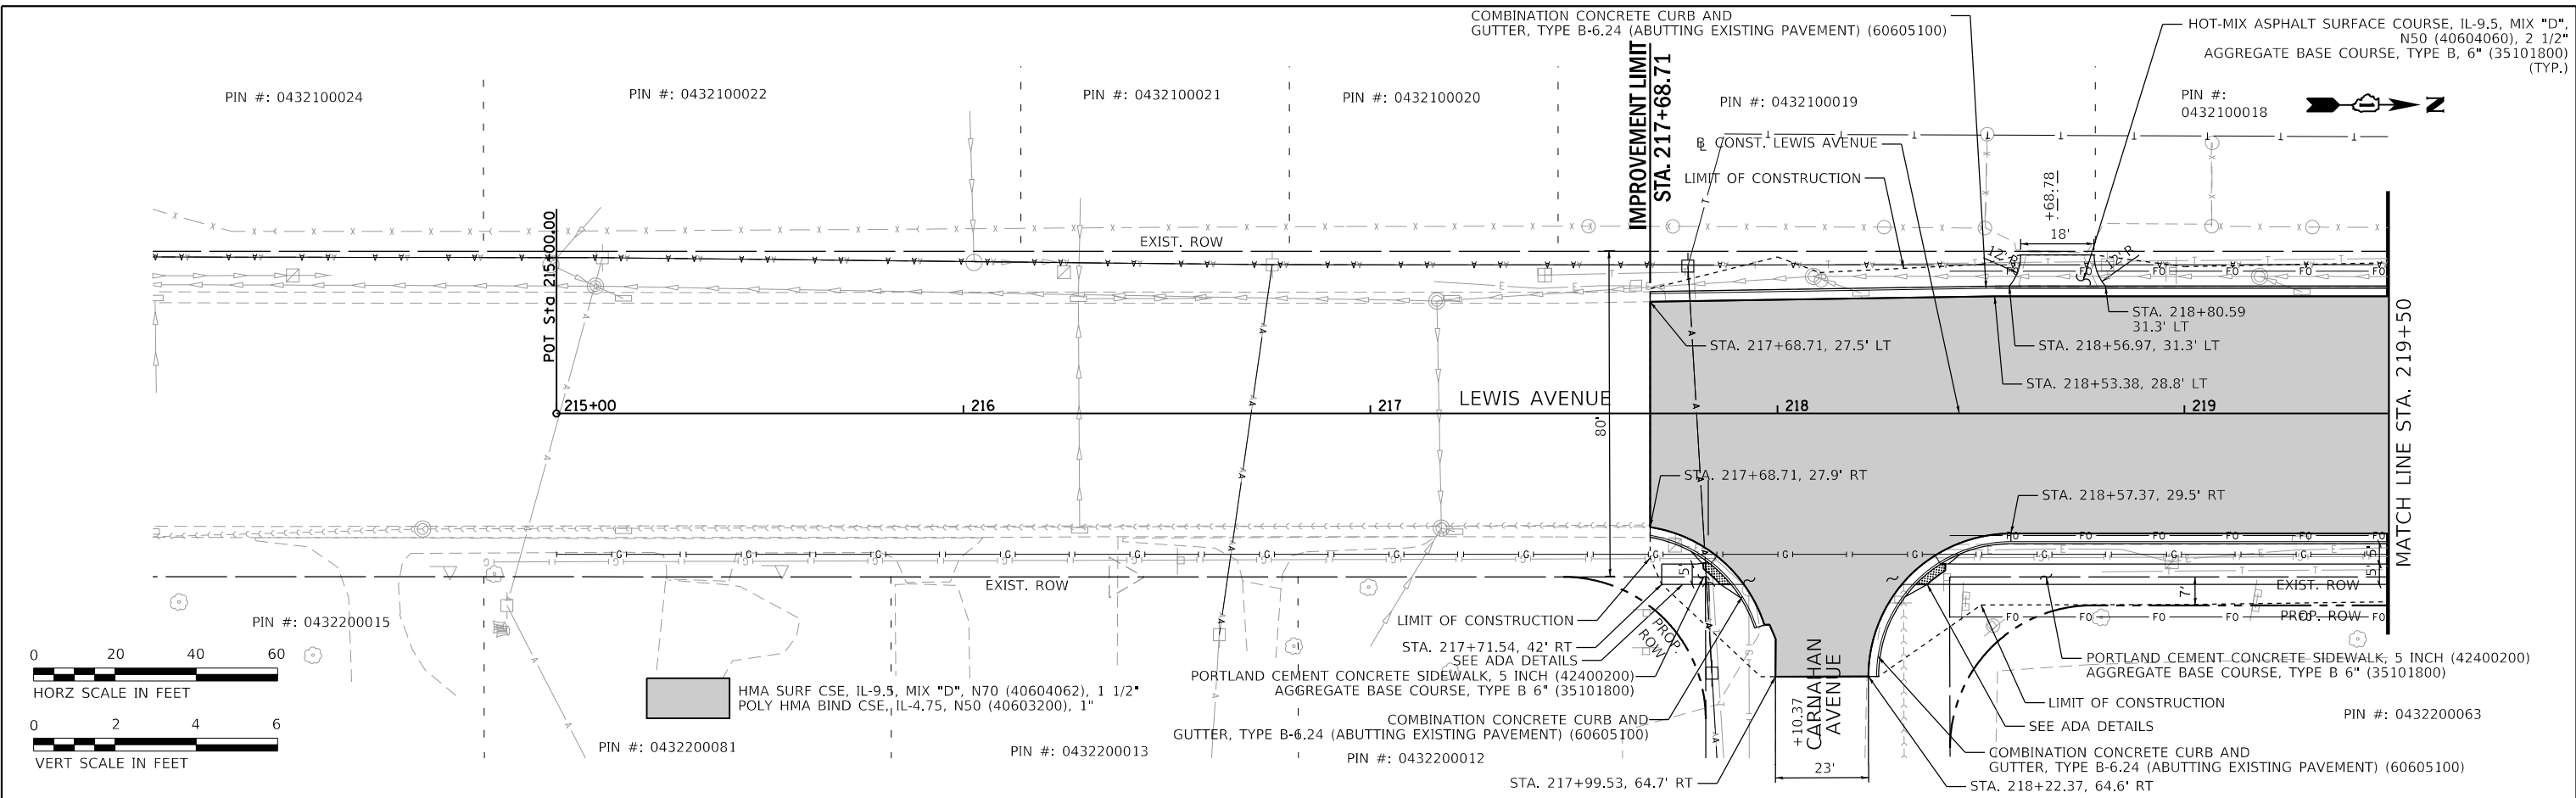 COMBINATION CONCRETE CURB AND
GUTTER, TYPE B-6.24 (ABUTTING EXISTING PAVEMENT) (60605100)
HOT-MIX ASPHALT SURFACE COURSE, IL-9.5, MIX "D",
N50 (40604060), 2 1/2"
AGGREGATE BASE COURSE, TYPE B, 6" (35101800)
(TYP.)
PIN #: 0432100024
PIN #: 0432100022
PIN #: 0432100021
PIN #: 0432100020
IMPROVEMENT LIMIT
STA. 217+68.71
PIN #: 0432100019
PIN #:
0432100018
N
℄ CONST. LEWIS AVENUE
LIMIT OF CONSTRUCTION
+68.78
18'
12'R
12'R
EXIST. ROW
POT Sta 215+00.00
STA. 218+80.59
31.3' LT
STA. 217+68.71, 27.5' LT
STA. 218+56.97, 31.3' LT
STA. 218+53.38, 28.8' LT
MATCH LINE STA. 219+50
215+00
216
217
LEWIS AVENUE
218
219
80'
STA. 217+68.71, 27.9' RT
STA. 218+57.37, 29.5' RT
5'
5'
5'
7'
EXIST. ROW
EXIST. ROW
PROP. ROW
PROP.
ROW
PIN #: 0432200015
LIMIT OF CONSTRUCTION
STA. 217+71.54, 42' RT
SEE ADA DETAILS
PORTLAND CEMENT CONCRETE SIDEWALK, 5 INCH (42400200)
AGGREGATE BASE COURSE, TYPE B 6" (35101800)
COMBINATION CONCRETE CURB AND
GUTTER, TYPE B-6.24 (ABUTTING EXISTING PAVEMENT) (60605100)
PORTLAND CEMENT CONCRETE SIDEWALK, 5 INCH (42400200)
AGGREGATE BASE COURSE, TYPE B 6" (35101800)
LIMIT OF CONSTRUCTION
SEE ADA DETAILS
PIN #: 0432200063
COMBINATION CONCRETE CURB AND
GUTTER, TYPE B-6.24 (ABUTTING EXISTING PAVEMENT) (60605100)
+10.37
CARNAHAN
AVENUE
23'
STA. 217+99.53, 64.7' RT
STA. 218+22.37, 64.6' RT
0 20 40 60
HORZ SCALE IN FEET
0 2 4 6
VERT SCALE IN FEET
HMA SURF CSE, IL-9.5, MIX "D", N70 (40604062), 1 1/2"
POLY HMA BIND CSE, IL-4.75, N50 (40603200), 1"
PIN #: 0432200081
PIN #: 0432200013
PIN #: 0432200012